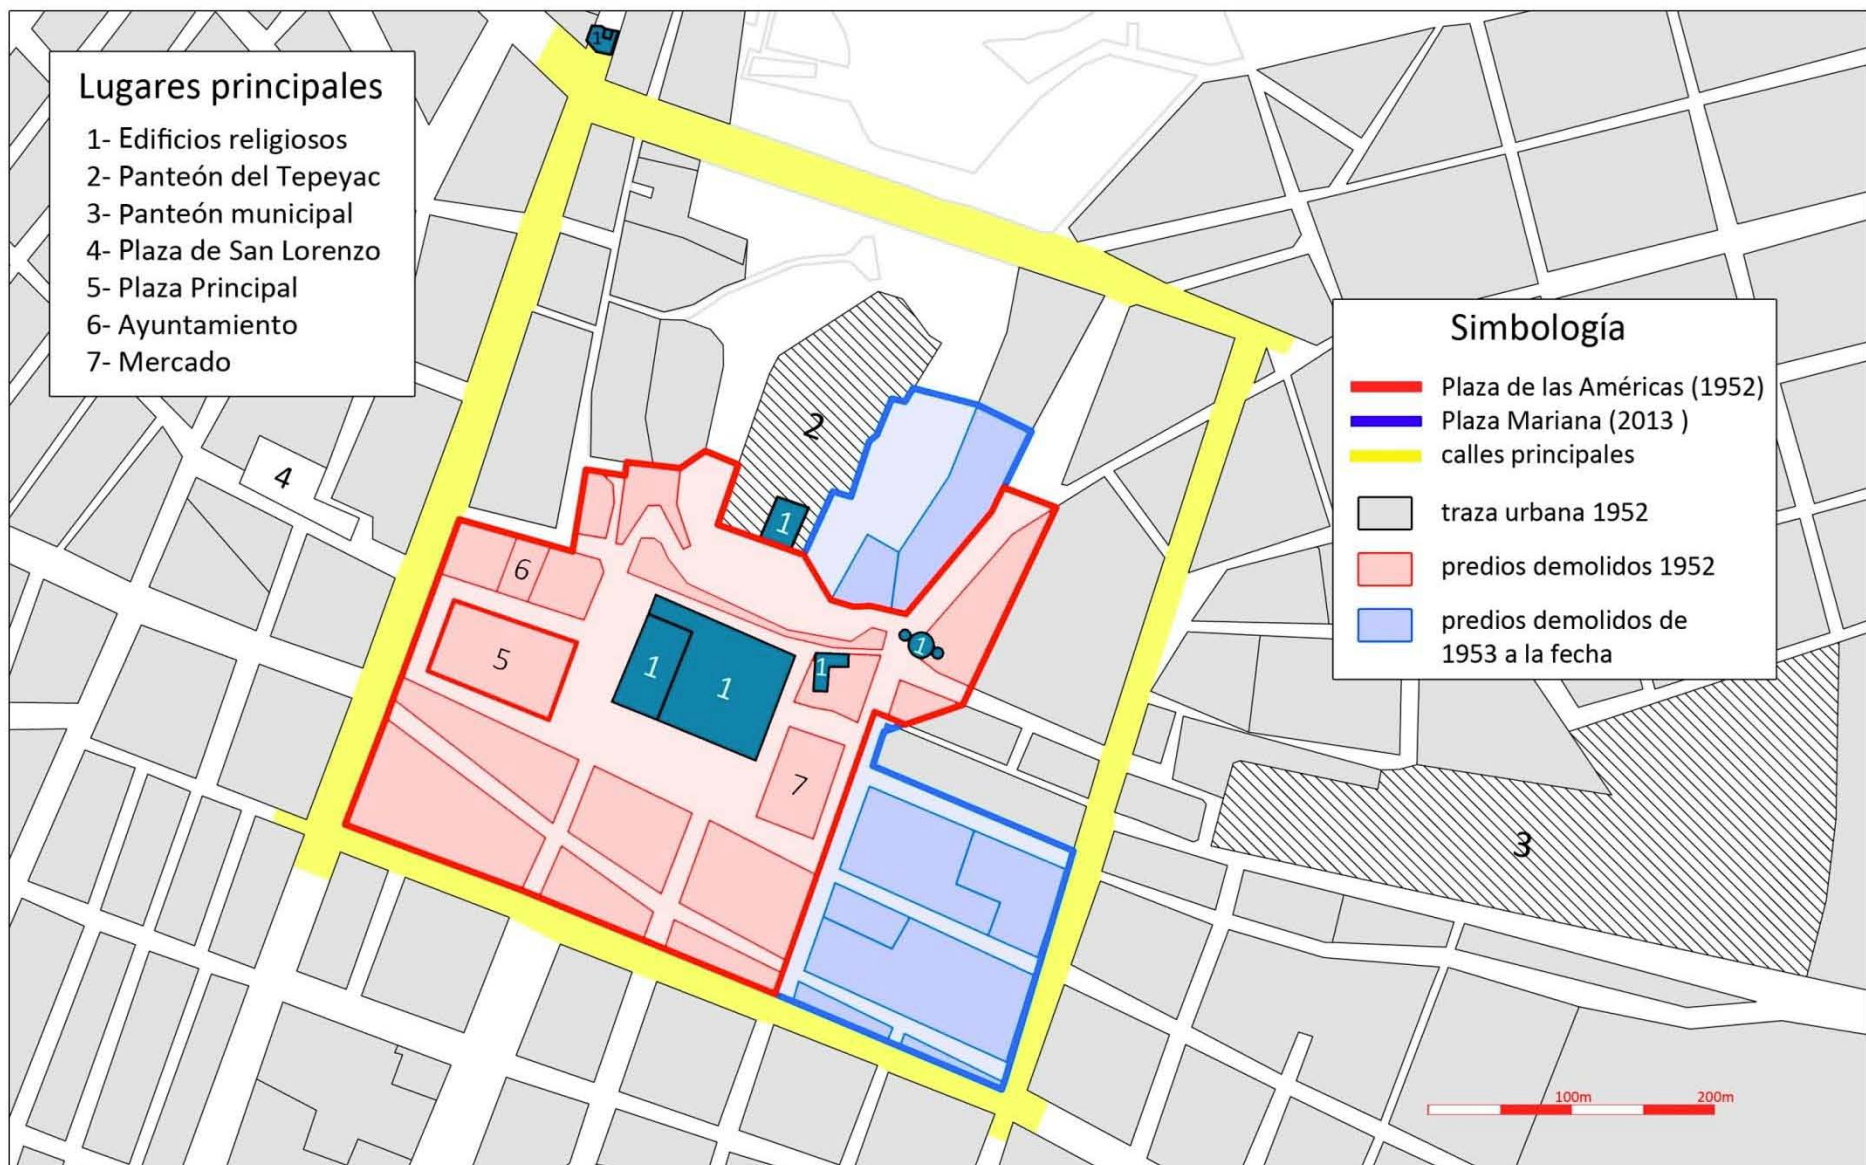 Lugares principales
1- Edificios religiosos
2- Panteón del Tepeyac
3- Panteón municipal
4- Plaza de San Lorenzo
5- Plaza Principal
6- Ayuntamiento
7- Mercado
1
2
4
1
6
5
1
1
1
1
7
3
Simbología
Plaza de las Américas (1952)
Plaza Mariana (2013 )
calles principales
traza urbana 1952
predios demolidos 1952
predios demolidos de
1953 a la fecha
100m
200m